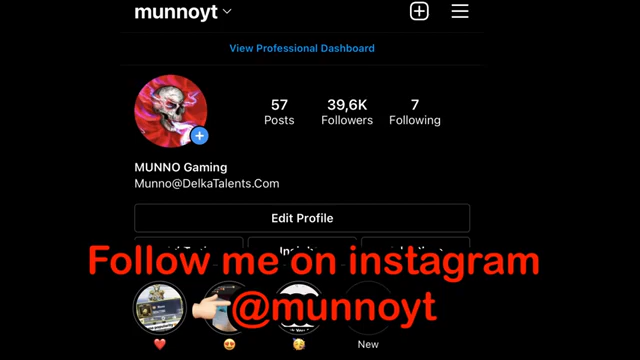 munnoyt
View Professional Dashboard
57 39,6K 7
Posts Followers Following
MUNNO Gaming
Munno@DelkaTalents.Com
Edit Profile
Follow me on instagram
@munnoyt
New